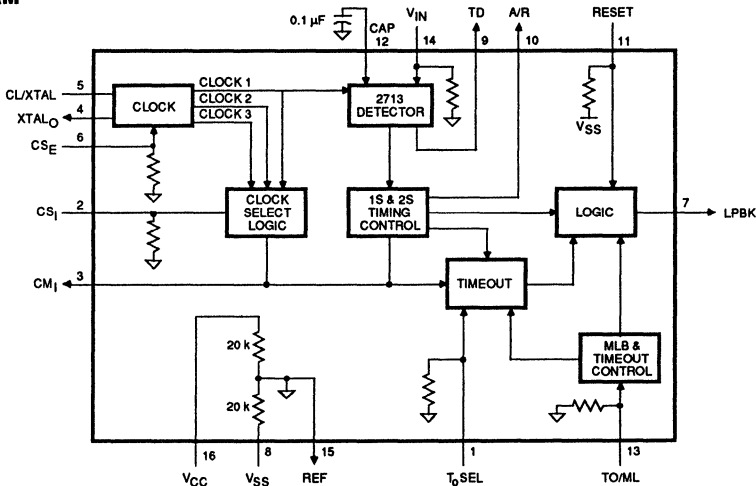 0.1 µF
CAP
12
VIN
14
TD
9
A/R
10
RESET
11
CL/XTAL
5
XTALO
4
CSE
6
CLOCK
CLOCK 1
CLOCK 2
CLOCK 3
2713
DETECTOR
VSS
CSI
2
CLOCK
SELECT
LOGIC
1S & 2S
TIMING
CONTROL
LOGIC
7
LPBK
CMI
3
TIMEOUT
20 k
20 k
MLB &
TIMEOUT
CONTROL
16
VCC
8
VSS
15
REF
1
ToSEL
13
TO/ML